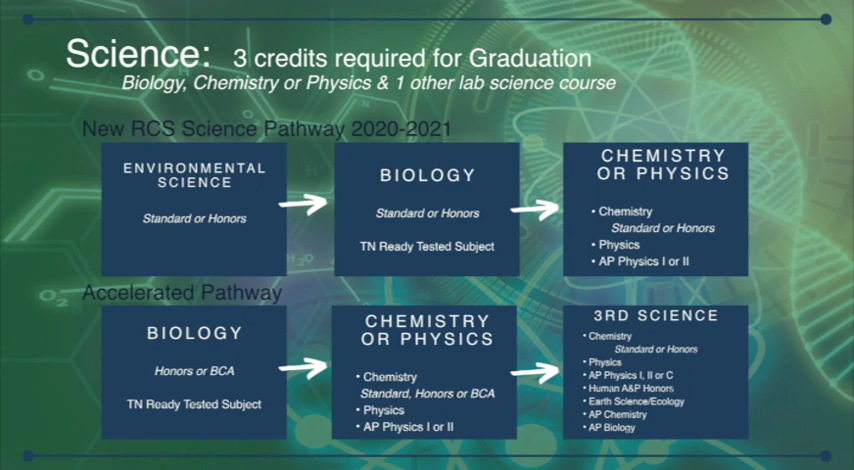 Science: 3 credits required for Graduation
Biology, Chemistry or Physics & 1 other lab science course
New RCS Science Pathway 2020-2021
ENVIRONMENTAL
SCIENCE
Standard or Honors
BIOLOGY
Standard or Honors
TN Ready Tested Subject
CHEMISTRY
OR PHYSICS
• Chemistry
Standard or Honors
• Physics
• AP Physics I or II
H₂O
O₂
Accelerated Pathway
BIOLOGY
Honors or BCA
TN Ready Tested Subject
CHEMISTRY
OR PHYSICS
• Chemistry
Standard, Honors or BCA
• Physics
• AP Physics I or II
3RD SCIENCE
• Chemistry
Standard or Honors
• Physics
• AP Physics I, II or C
• Human A&P Honors
• Earth Science/Ecology
• AP Chemistry
• AP Biology